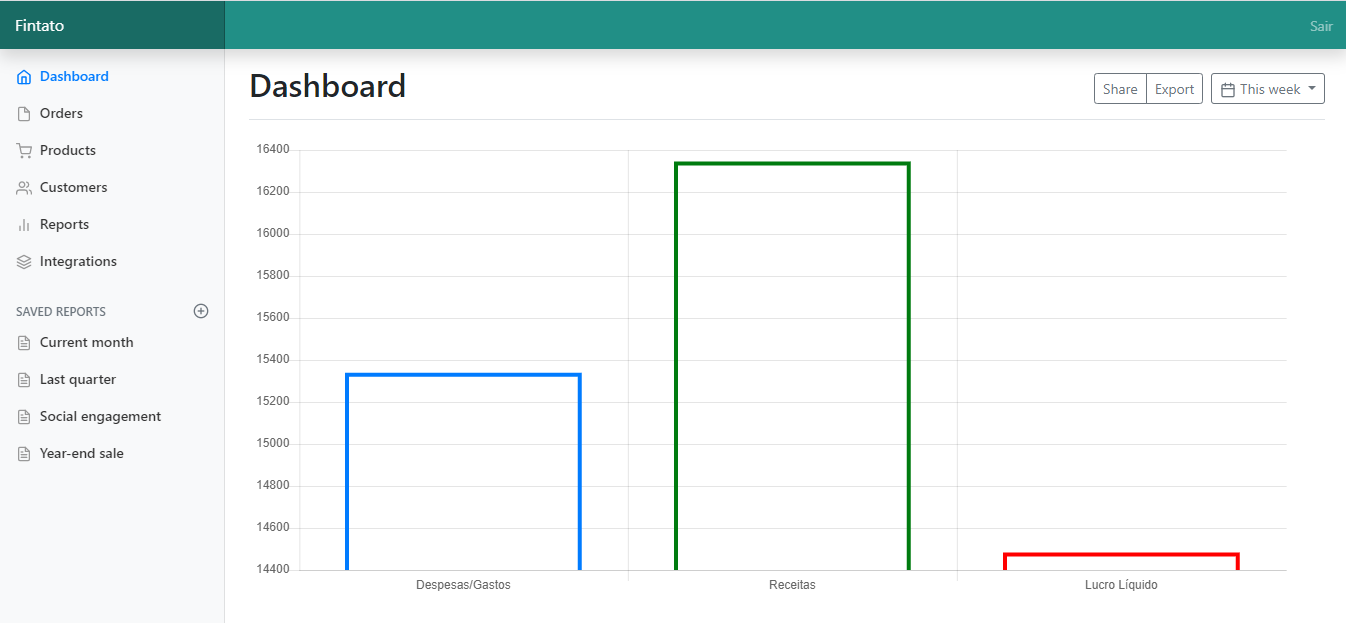 Fintato
Sair
Dashboard
Orders
Products
Customers
Reports
Integrations
SAVED REPORTS
Current month
Last quarter
Social engagement
Year-end sale
Dashboard
Share
Export
This week
16400
16200
16000
15800
15600
15400
15200
15000
14800
14600
14400
Despesas/Gastos
Receitas
Lucro Líquido